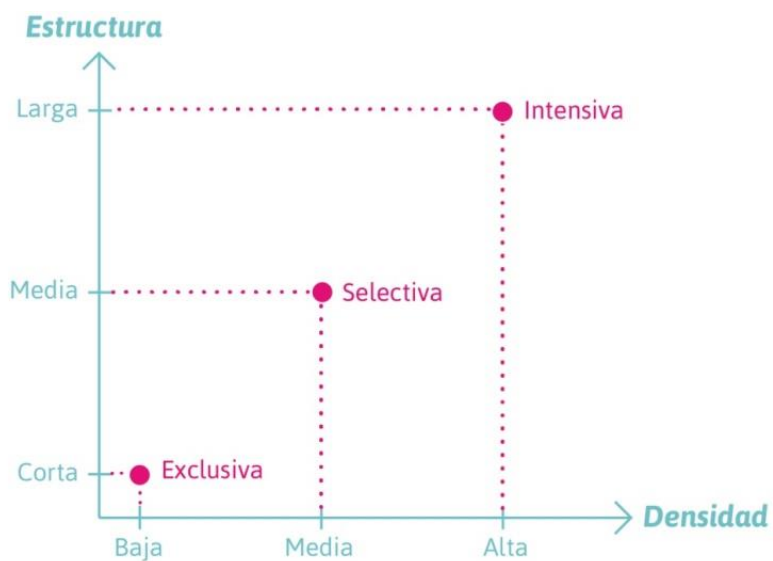 Estructura
Larga
Intensiva
Media
Selectiva
Corta
Exclusiva
Densidad
Baja
Media
Alta